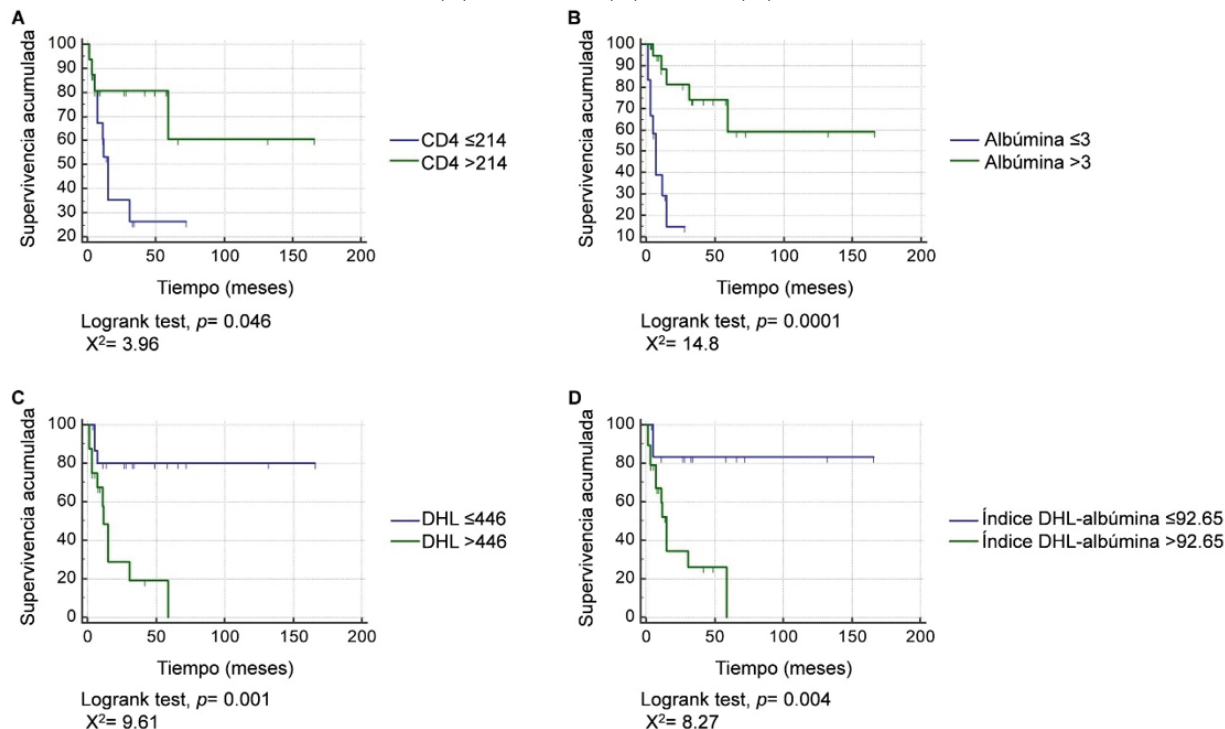 A
Supervivencia acumulada
100
90
80
70
60
50
40
30
20
0 50 100 150 200
Tiempo (meses)
CD4 ≤214
CD4 >214
Logrank test, p= 0.046
X²= 3.96
B
Supervivencia acumulada
100
90
80
70
60
50
40
30
20
10
0 50 100 150 200
Tiempo (meses)
Albúmina ≤3
Albúmina >3
Logrank test, p= 0.0001
X²= 14.8
C
Supervivencia acumulada
100
80
60
40
20
0
0 50 100 150 200
Tiempo (meses)
DHL ≤446
DHL >446
Logrank test, p= 0.001
X²= 9.61
D
Supervivencia acumulada
100
80
60
40
20
0
0 50 100 150 200
Tiempo (meses)
Índice DHL-albúmina ≤92.65
Índice DHL-albúmina >92.65
Logrank test, p= 0.004
X²= 8.27